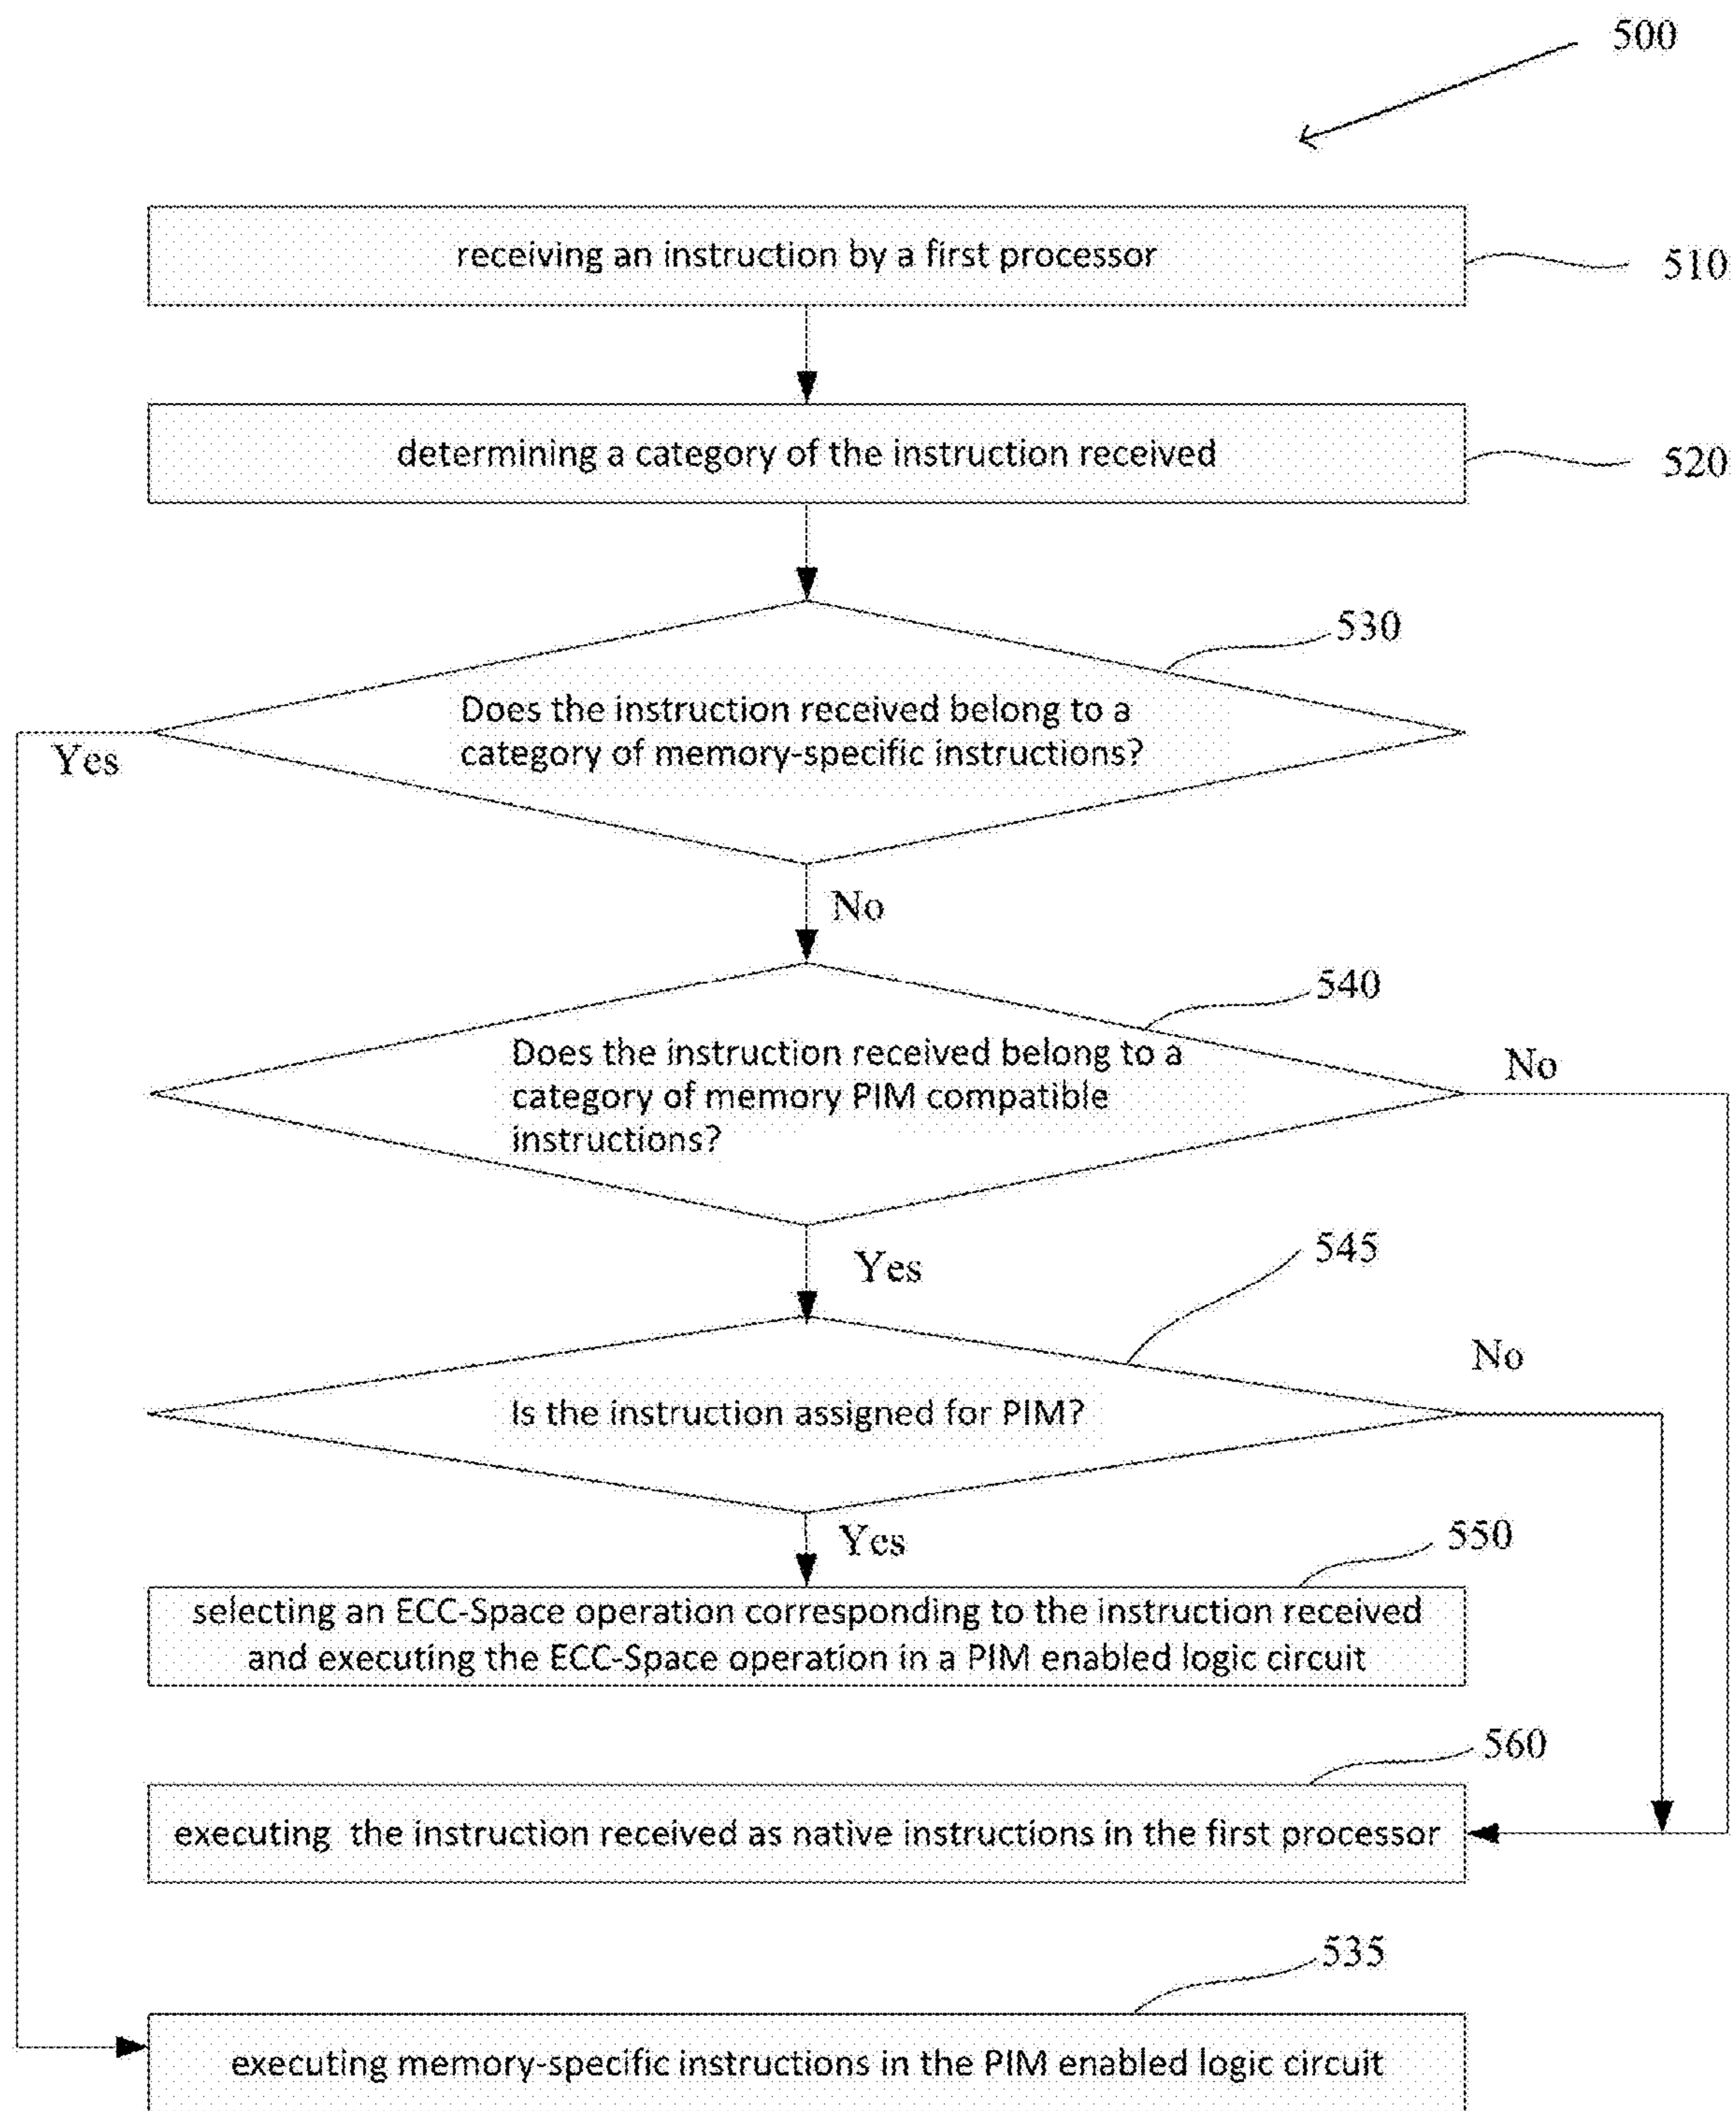 500
receiving an instruction by a first processor
510
determining a category of the instruction received
520
530
Does the instruction received belong to a
category of memory-specific instructions?
Yes
No
540
Does the instruction received belong to a
category of memory PIM compatible
instructions?
No
Yes
545
Is the instruction assigned for PIM?
No
Yes
550
selecting an ECC-Space operation corresponding to the instruction received
and executing the ECC-Space operation in a PIM enabled logic circuit
560
executing the instruction received as native instructions in the first processor
535
executing memory-specific instructions in the PIM enabled logic circuit